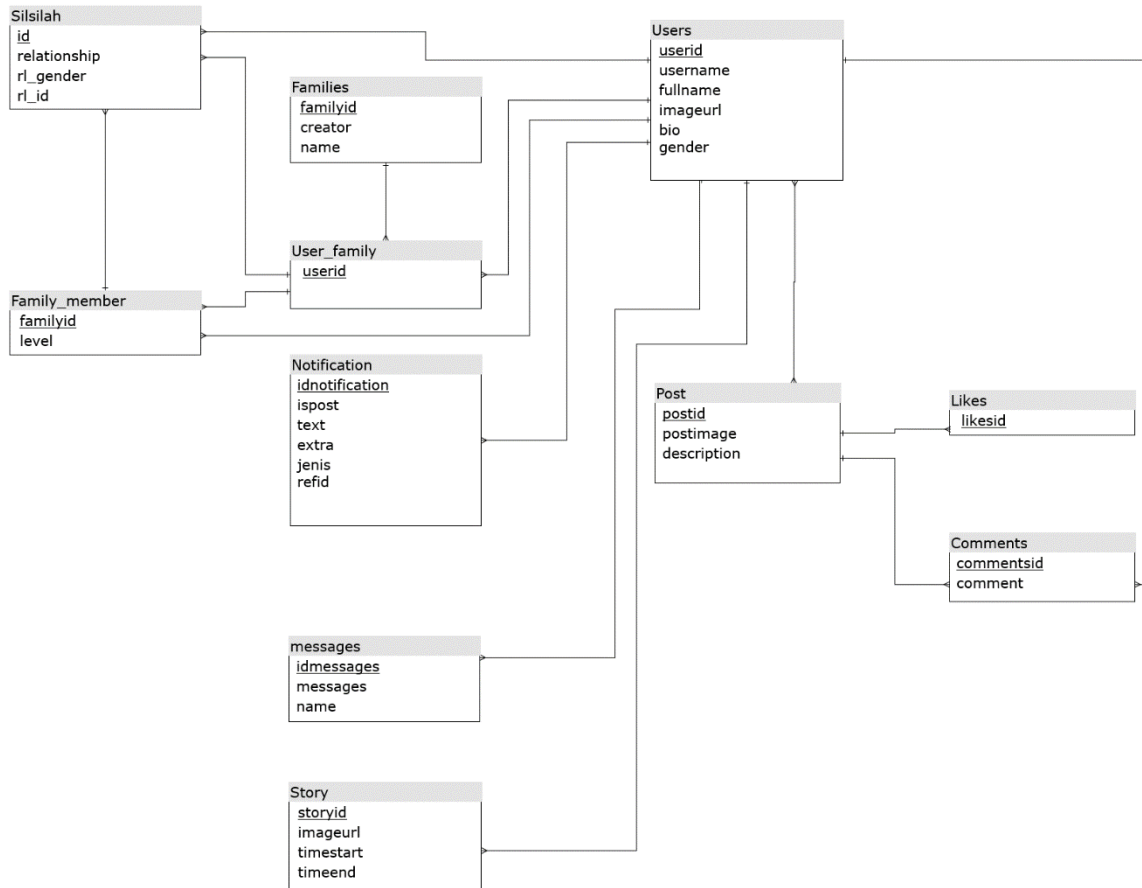 Silsilah
id
relationship
rl_gender
rl_id
Families
familyid
creator
name
Users
userid
username
fullname
imageurl
bio
gender
User_family
userid
Family_member
familyid
level
Notification
idnotification
ispost
text
extra
jenis
refid
Post
postid
postimage
description
Likes
likesid
Comments
commentsid
comment
messages
idmessages
messages
name
Story
storyid
imageurl
timestart
timeend